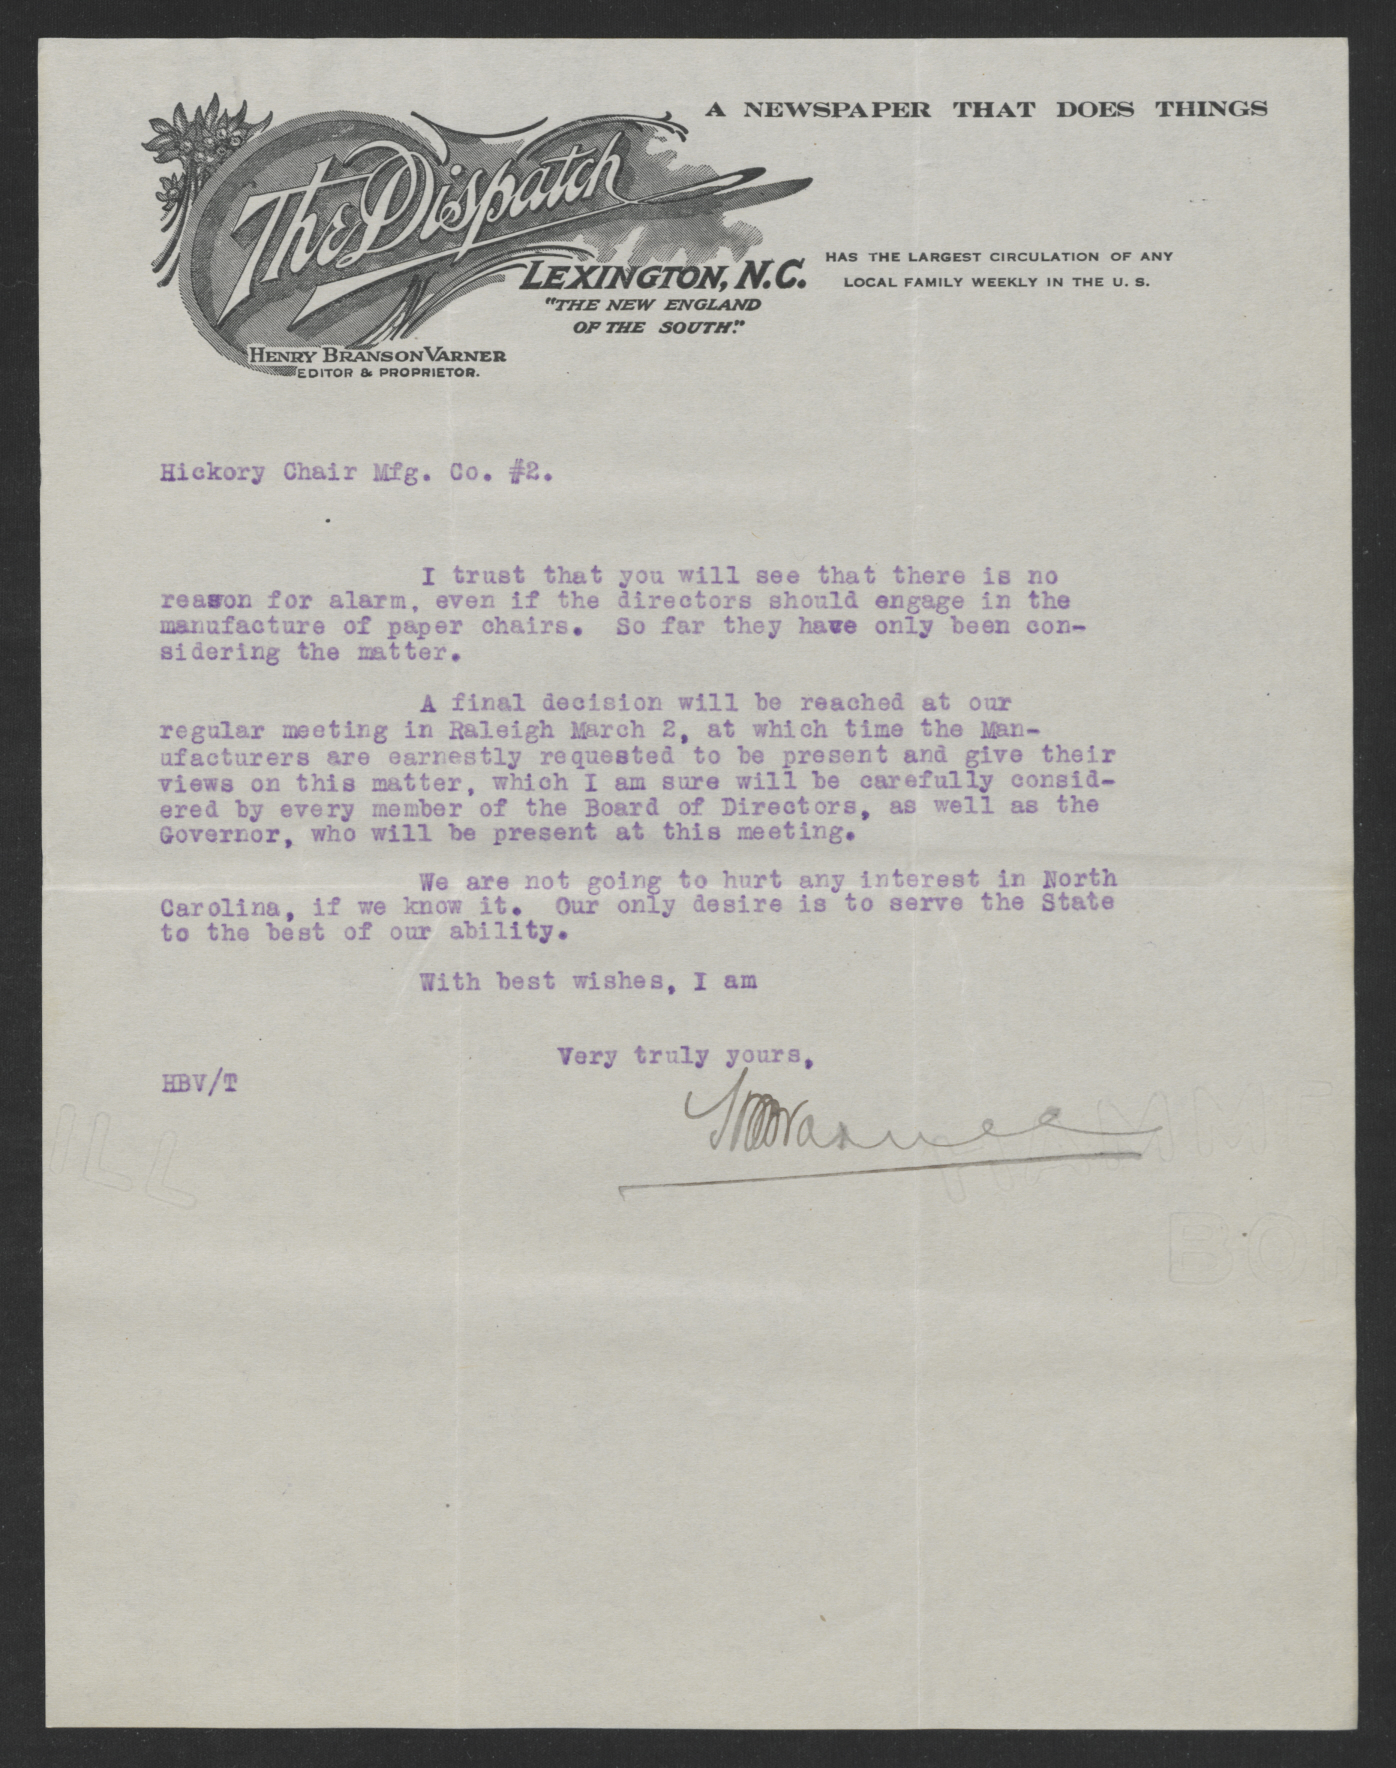 A NEWSPAPER THAT DOES THINGS
The Dispatch
LEXINGTON, N.C.
"THE NEW ENGLAND
OF THE SOUTH."
HAS THE LARGEST CIRCULATION OF ANY
LOCAL FAMILY WEEKLY IN THE U. S.
HENRY BRANSON VARNER
EDITOR & PROPRIETOR.
Hickory Chair Mfg. Co. #2.
I trust that you will see that there is no
reason for alarm, even if the directors should engage in the
manufacture of paper chairs. So far they have only been con-
sidering the matter.
A final decision will be reached at our
regular meeting in Raleigh March 2, at which time the Man-
ufacturers are earnestly requested to be present and give their
views on this matter, which I am sure will be carefully consid-
ered by every member of the Board of Directors, as well as the
Governor, who will be present at this meeting.
We are not going to hurt any interest in North
Carolina, if we know it. Our only desire is to serve the State
to the best of our ability.
With best wishes, I am
Very truly yours,
HBV/T
HBVarner
ILL
HAMME
BON